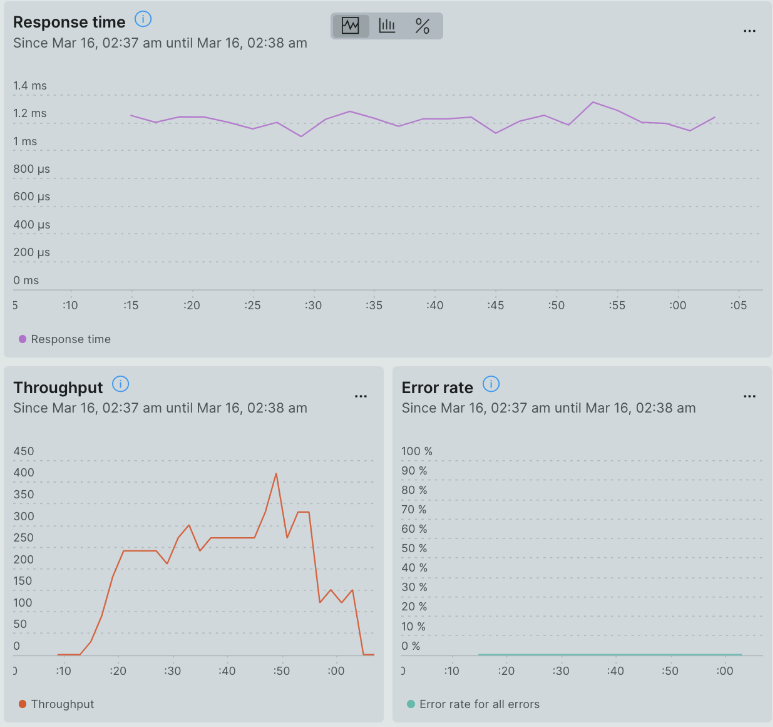 Response time
Since Mar 16, 02:37 am until Mar 16, 02:38 am
1.4 ms
1.2 ms
1 ms
800 µs
600 µs
400 µs
200 µs
0 ms
5 :10 :15 :20 :25 :30 :35 :40 :45 :50 :55 :00 :05
Response time
Throughput
Since Mar 16, 02:37 am until Mar 16, 02:38 am
450
400
350
300
250
200
150
100
50
0
0 :10 :20 :30 :40 :50 :00
Throughput
Error rate
Since Mar 16, 02:37 am until Mar 16, 02:38 am
100 %
90 %
80 %
70 %
60 %
50 %
40 %
30 %
20 %
10 %
0 %
0 :10 :20 :30 :40 :50 :00
Error rate for all errors